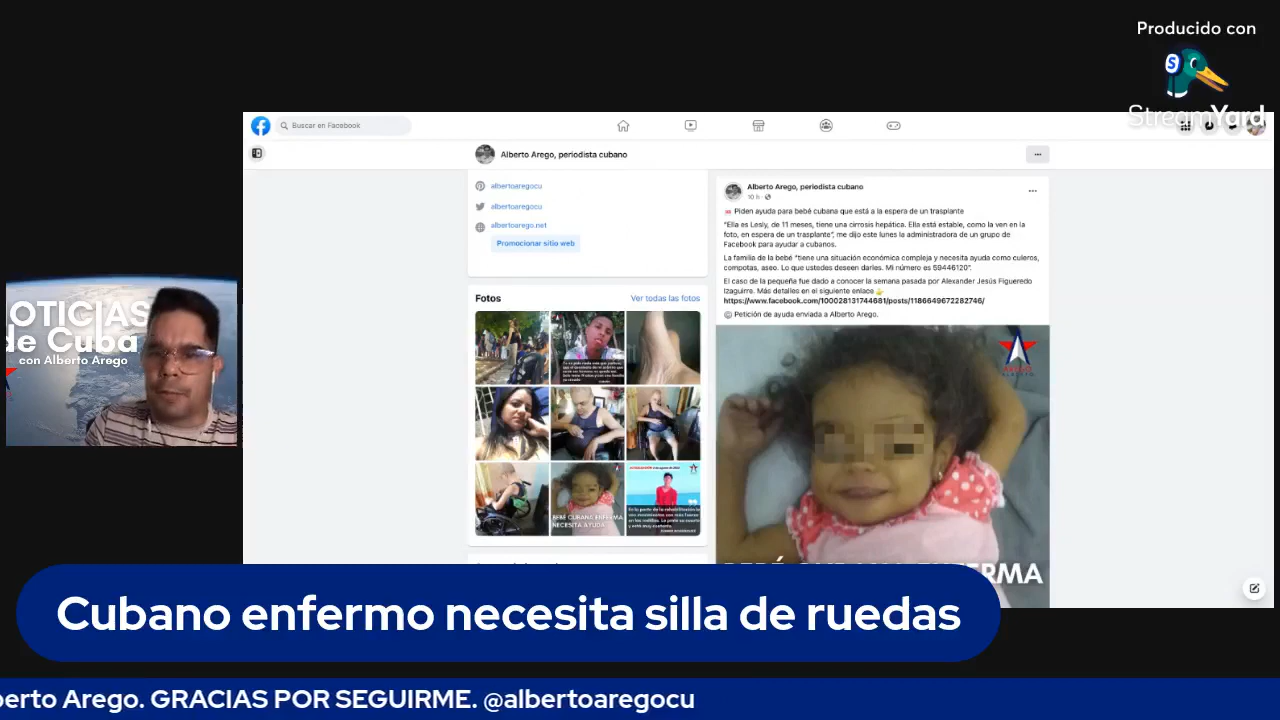 Producido con
StreamYard
Buscar en Facebook
Alberto Arego, periodista cubano
albertoaregocu
albertoaregocu
albertoarego.net
Promocionar sitio web
Fotos
Ver todas las fotos
BEBÉ CUBANA ENFERMA
NECESITA AYUDA
Alberto Arego, periodista cubano
10 h
Piden ayuda para bebé cubana que está a la espera de un trasplante
"Ella es Lesly, de 11 meses, tiene una cirrosis hepática. Ella está estable, como la ven en la
foto, en espera de un trasplante", me dijo este lunes la administradora de un grupo de
Facebook para ayudar a cubanos.
La familia de la bebé "tiene una situación económica compleja y necesita ayuda como culeros,
compotas, aseo. Lo que ustedes deseen darles. Mi número es 59446120".
El caso de la pequeña fue dado a conocer la semana pasada por Alexander Jesús Figueredo
Izaguirre. Más detalles en el siguiente enlace
https://www.facebook.com/100028131744681/posts/1186649672282746/
Petición de ayuda enviada a Alberto Arego.
OTICIAS
de Cuba
con Alberto Arego
Cubano enfermo necesita silla de ruedas
berto Arego. GRACIAS POR SEGUIRME. @albertoaregocu